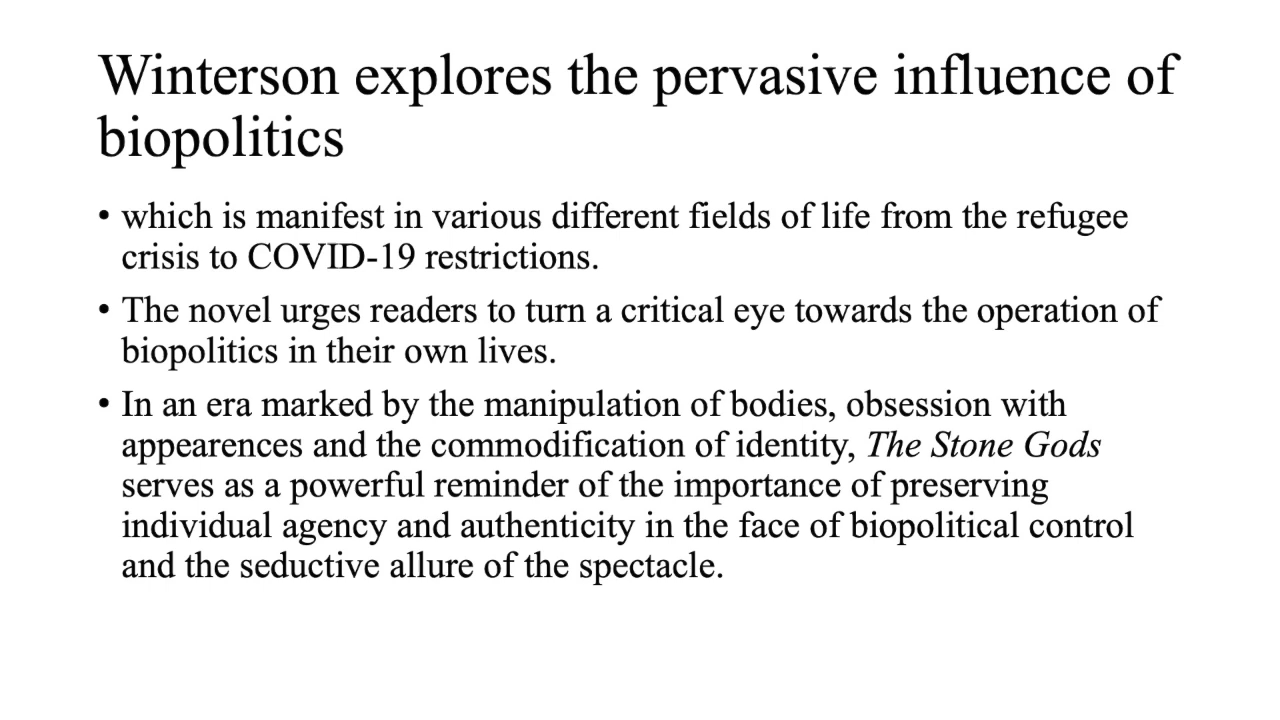 Winterson explores the pervasive influence of
biopolitics
• which is manifest in various different fields of life from the refugee
crisis to COVID-19 restrictions.
• The novel urges readers to turn a critical eye towards the operation of
biopolitics in their own lives.
• In an era marked by the manipulation of bodies, obsession with
appearences and the commodification of identity, The Stone Gods
serves as a powerful reminder of the importance of preserving
individual agency and authenticity in the face of biopolitical control
and the seductive allure of the spectacle.